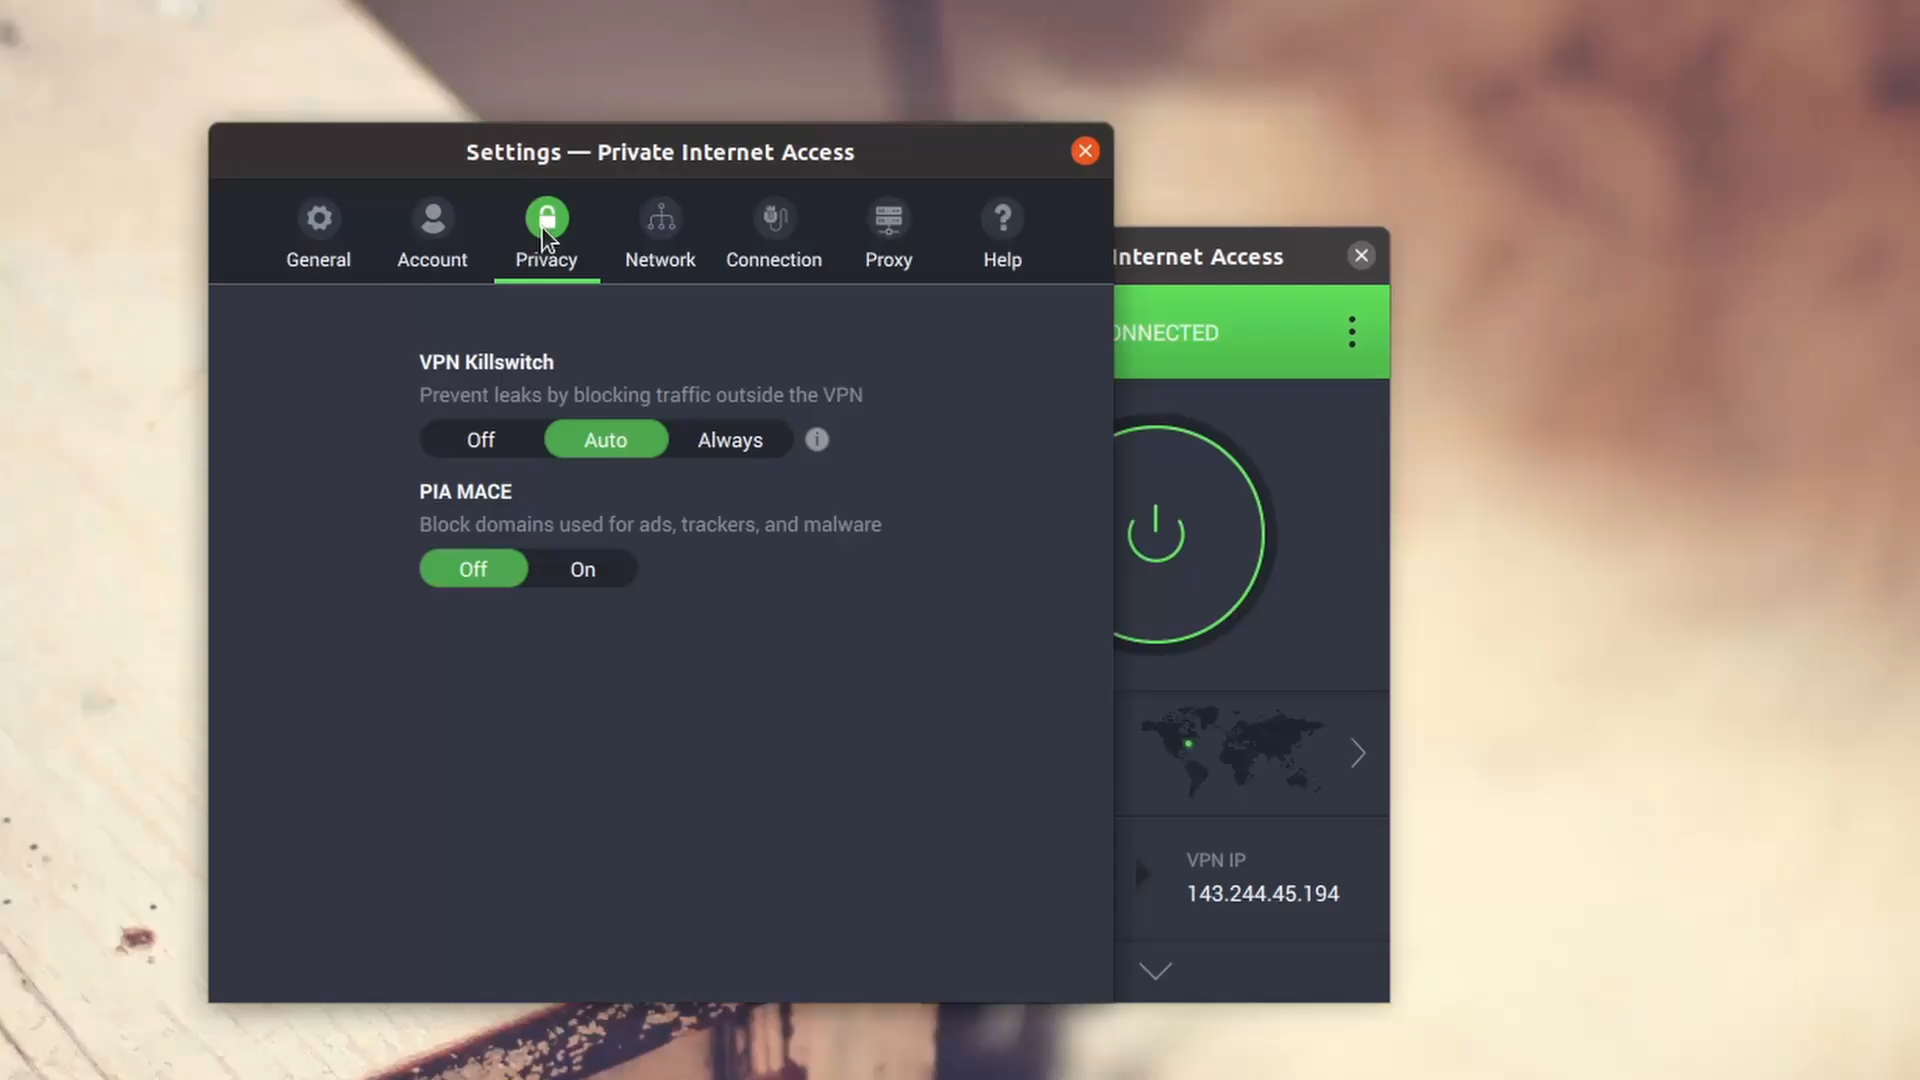 Settings — Private Internet Access
General Account Privacy Network Connection Proxy Help
VPN Killswitch
Prevent leaks by blocking traffic outside the VPN
Off Auto Always
PIA MACE
Block domains used for ads, trackers, and malware
Off On
Internet Access
ONNECTED
VPN IP
143.244.45.194